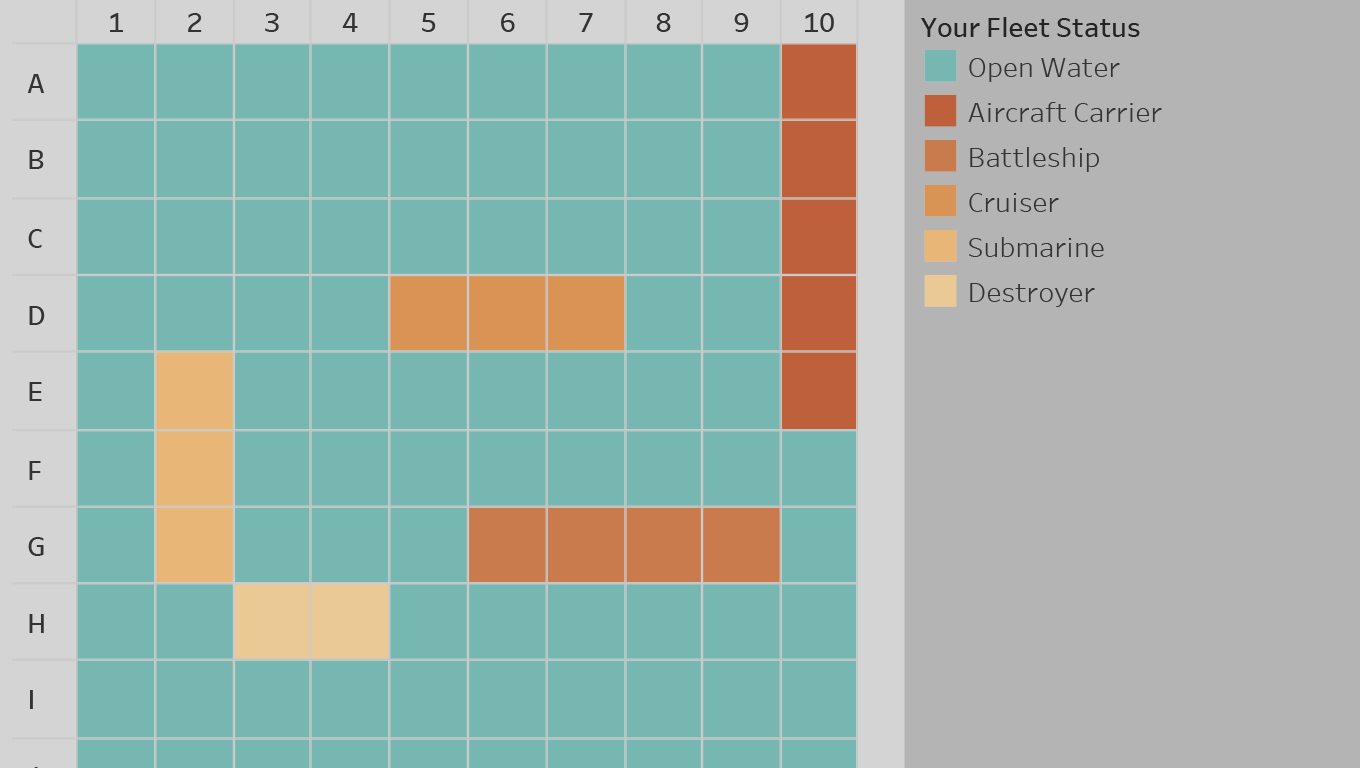 1 2 3 4 5 6 7 8 9 10
A
B
C
D
E
F
G
H
I
Your Fleet Status
Open Water
Aircraft Carrier
Battleship
Cruiser
Submarine
Destroyer